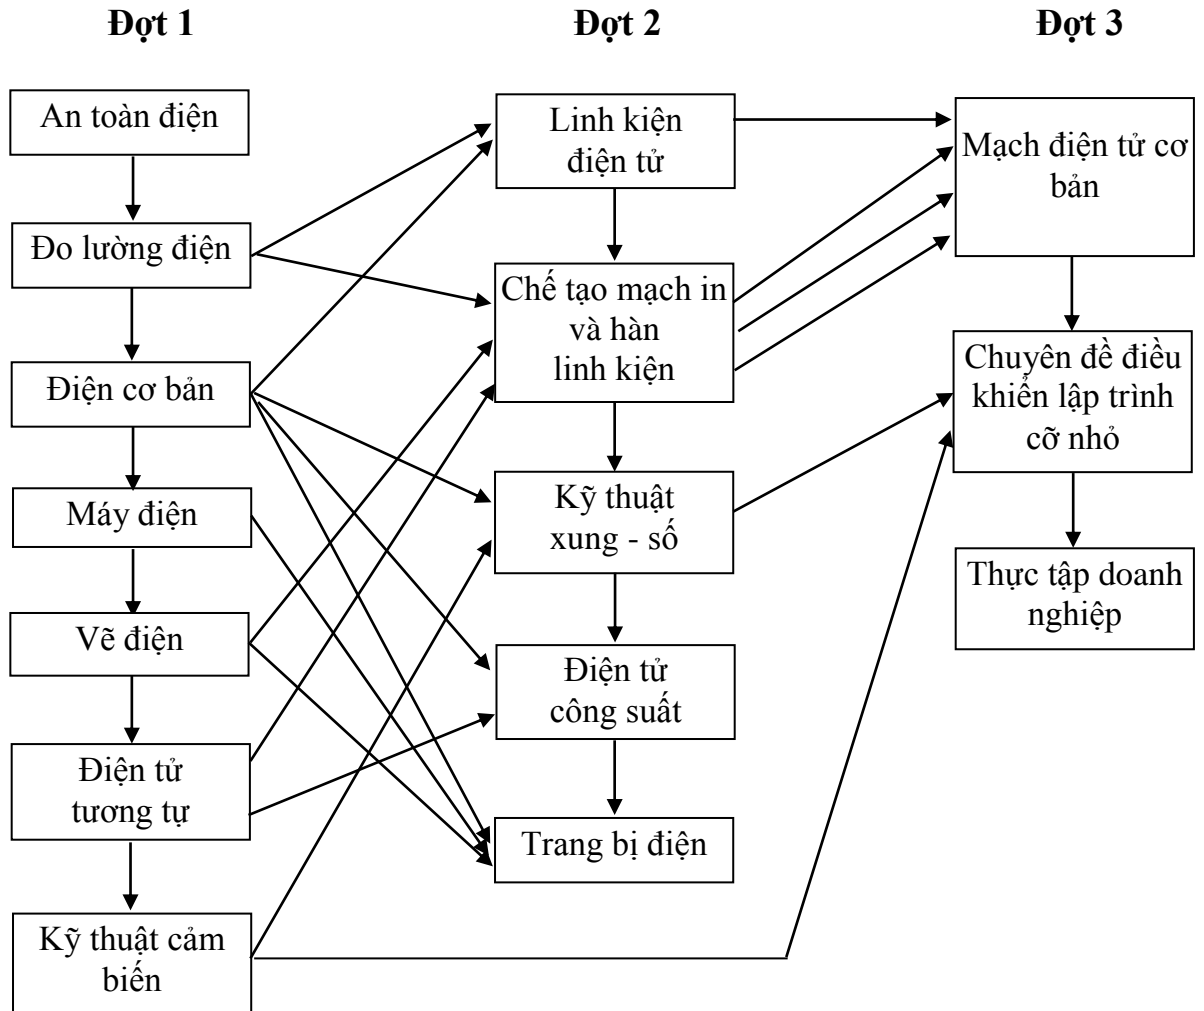 Đợt 1
Đợt 2
Đợt 3
An toàn điện
Đo lường điện
Điện cơ bản
Máy điện
Vẽ điện
Điện tử
tương tự
Kỹ thuật cảm
biến
Linh kiện
điện tử
Chế tạo mạch in
và hàn
linh kiện
Kỹ thuật
xung - số
Điện tử
công suất
Trang bị điện
Mạch điện tử cơ
bản
Chuyên đề điều
khiển lập trình
cỡ nhỏ
Thực tập doanh
nghiệp